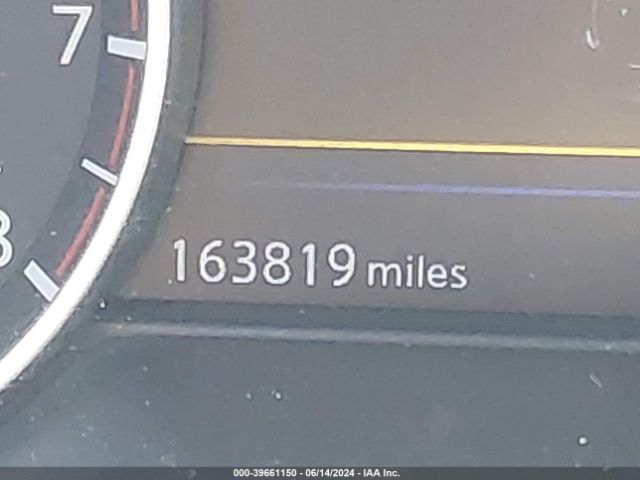 7
8
163819 miles
000-39661150 - 06/14/2024 - IAA Inc.